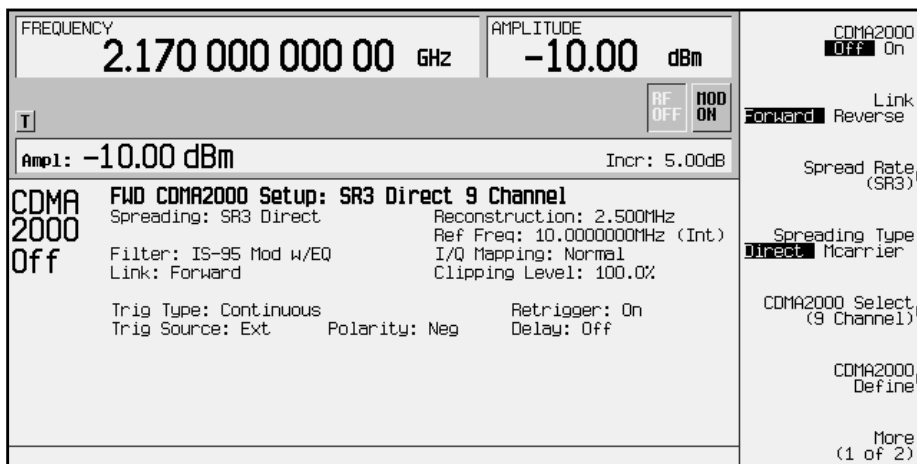 FREQUENCY
2.170 000 000 00 GHz
AMPLITUDE
-10.00 dBm
T
RF
OFF
MOD
ON
Ampl: -10.00 dBm
Incr: 5.00dB
CDMA
2000
Off
FWD CDMA2000 Setup: SR3 Direct 9 Channel
Spreading: SR3 Direct
Reconstruction: 2.500MHz
Ref Freq: 10.0000000MHz (Int)
Filter: IS-95 Mod w/EQ
I/Q Mapping: Normal
Link: Forward
Clipping Level: 100.0%
Trig Type: Continuous
Retrigger: On
Trig Source: Ext
Polarity: Neg
Delay: Off
CDMA2000
Off On
Link
Forward Reverse
Spread Rate
(SR3)
Spreading Type
Direct Mcarrier
CDMA2000 Select
(9 Channel)
CDMA2000
Define
More
(1 of 2)